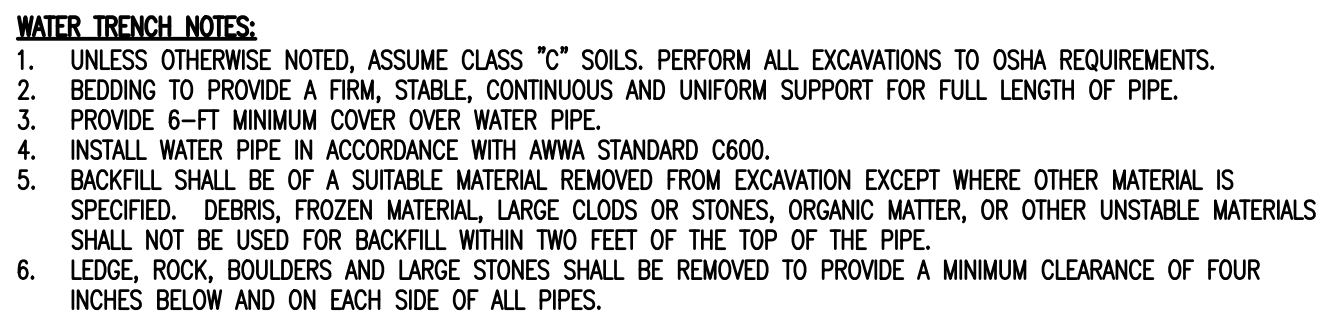 WATER TRENCH NOTES:
1. UNLESS OTHERWISE NOTED, ASSUME CLASS "C" SOILS. PERFORM ALL EXCAVATIONS TO OSHA REQUIREMENTS.
2. BEDDING TO PROVIDE A FIRM, STABLE, CONTINUOUS AND UNIFORM SUPPORT FOR FULL LENGTH OF PIPE.
3. PROVIDE 6-FT MINIMUM COVER OVER WATER PIPE.
4. INSTALL WATER PIPE IN ACCORDANCE WITH AWWA STANDARD C600.
5. BACKFILL SHALL BE OF A SUITABLE MATERIAL REMOVED FROM EXCAVATION EXCEPT WHERE OTHER MATERIAL IS
SPECIFIED. DEBRIS, FROZEN MATERIAL, LARGE CLODS OR STONES, ORGANIC MATTER, OR OTHER UNSTABLE MATERIALS
SHALL NOT BE USED FOR BACKFILL WITHIN TWO FEET OF THE TOP OF THE PIPE.
6. LEDGE, ROCK, BOULDERS AND LARGE STONES SHALL BE REMOVED TO PROVIDE A MINIMUM CLEARANCE OF FOUR
INCHES BELOW AND ON EACH SIDE OF ALL PIPES.